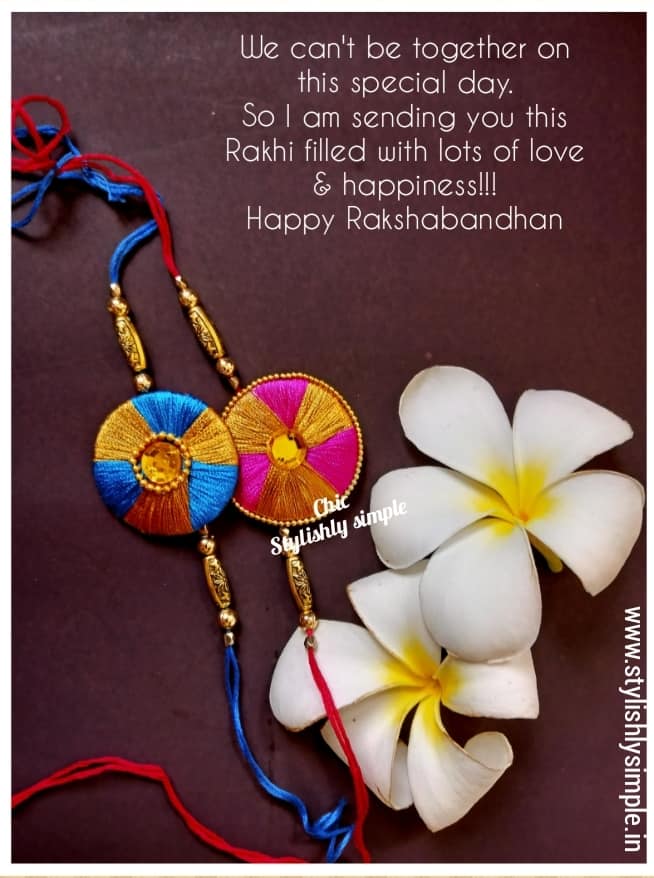 We can't be together on
this special day.
So I am sending you this
Rakhi filled with lots of love
& happiness!!!
Happy Rakshabandhan
Chic
Stylishly simple
www.stylishlysimple.in